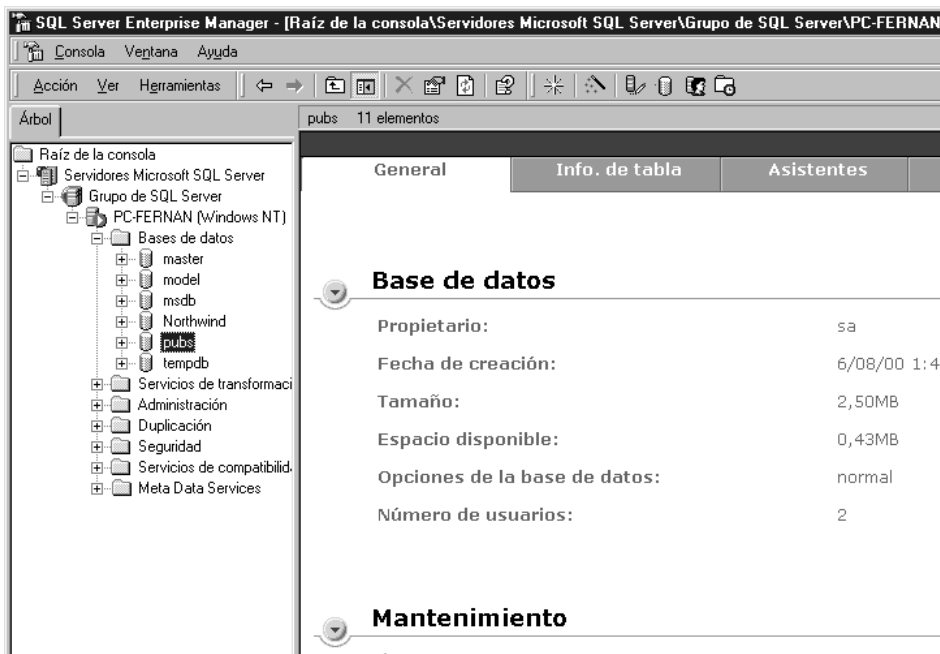 SQL Server Enterprise Manager - [Raíz de la consola\Servidores Microsoft SQL Server\Grupo de SQL Server\PC-FERNAN
Consola Ventana Ayuda
Acción Ver Herramientas
Árbol
pubs 11 elementos
Raíz de la consola
Servidores Microsoft SQL Server
Grupo de SQL Server
PC-FERNAN (Windows NT)
Bases de datos
master
model
msdb
Northwind
pubs
tempdb
Servicios de transformaci
Administración
Duplicación
Seguridad
Servicios de compatibilid
Meta Data Services
General Info. de tabla Asistentes
Base de datos
Propietario: sa
Fecha de creación: 6/08/00 1:4
Tamaño: 2,50MB
Espacio disponible: 0,43MB
Opciones de la base de datos: normal
Número de usuarios: 2
Mantenimiento